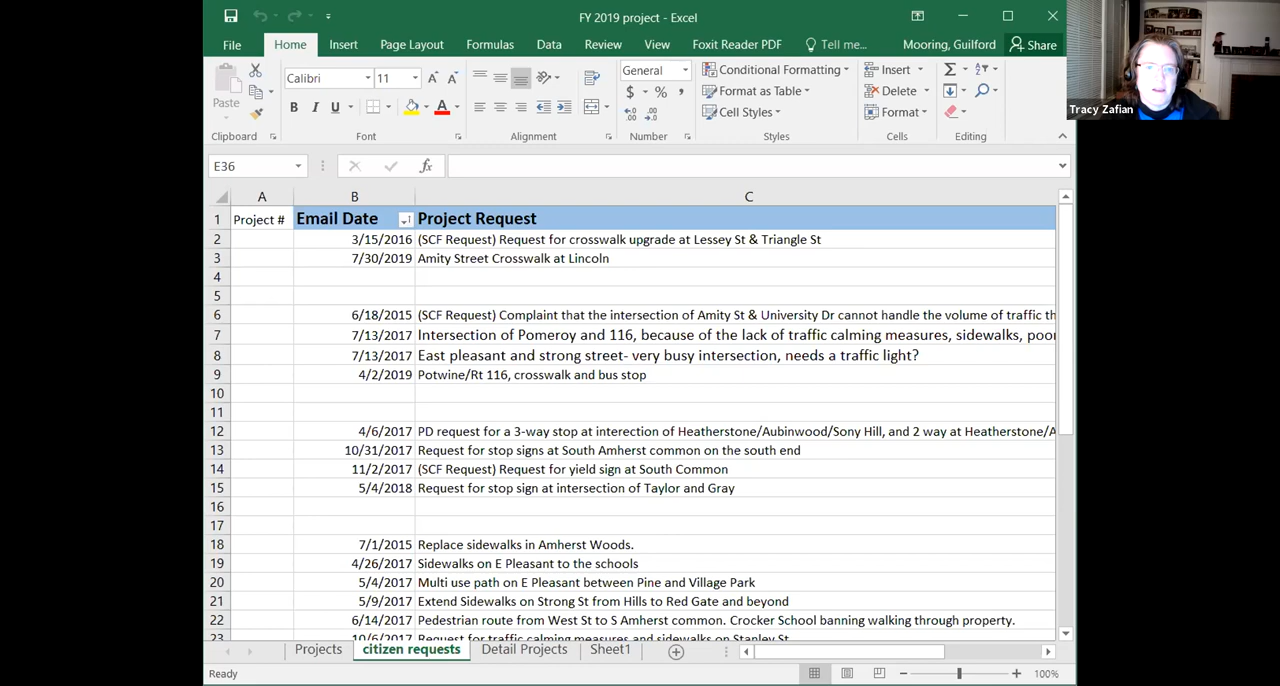 FY 2019 project - Excel
File Home Insert Page Layout Formulas Data Review View Foxit Reader PDF Tell me... Mooring, Guilford Share
Calibri 11 General Conditional Formatting Insert
Paste B I U $ % , Format as Table Delete
Cell Styles Format
Clipboard Font Alignment Number Styles Cells Editing
Tracy Zafian
E36 fx
A B C
1 Project # Email Date Project Request
2 3/15/2016 (SCF Request) Request for crosswalk upgrade at Lessey St & Triangle St
3 7/30/2019 Amity Street Crosswalk at Lincoln
4
5
6 6/18/2015 (SCF Request) Complaint that the intersection of Amity St & University Dr cannot handle the volume of traffic th
7 7/13/2017 Intersection of Pomeroy and 116, because of the lack of traffic calming measures, sidewalks, poor
8 7/13/2017 East pleasant and strong street- very busy intersection, needs a traffic light?
9 4/2/2019 Potwine/Rt 116, crosswalk and bus stop
10
11
12 4/6/2017 PD request for a 3-way stop at interection of Heatherstone/Aubinwood/Sony Hill, and 2 way at Heatherstone/A
13 10/31/2017 Request for stop signs at South Amherst common on the south end
14 11/2/2017 (SCF Request) Request for yield sign at South Common
15 5/4/2018 Request for stop sign at intersection of Taylor and Gray
16
17
18 7/1/2015 Replace sidewalks in Amherst Woods.
19 4/26/2017 Sidewalks on E Pleasant to the schools
20 5/4/2017 Multi use path on E Pleasant between Pine and Village Park
21 5/9/2017 Extend Sidewalks on Strong St from Hills to Red Gate and beyond
22 6/14/2017 Pedestrian route from West St to S Amherst common. Crocker School banning walking through property.
23 10/6/2017 Request for traffic calming measures and sidewalks on Stanley St
Projects citizen requests Detail Projects Sheet1
Ready 100%